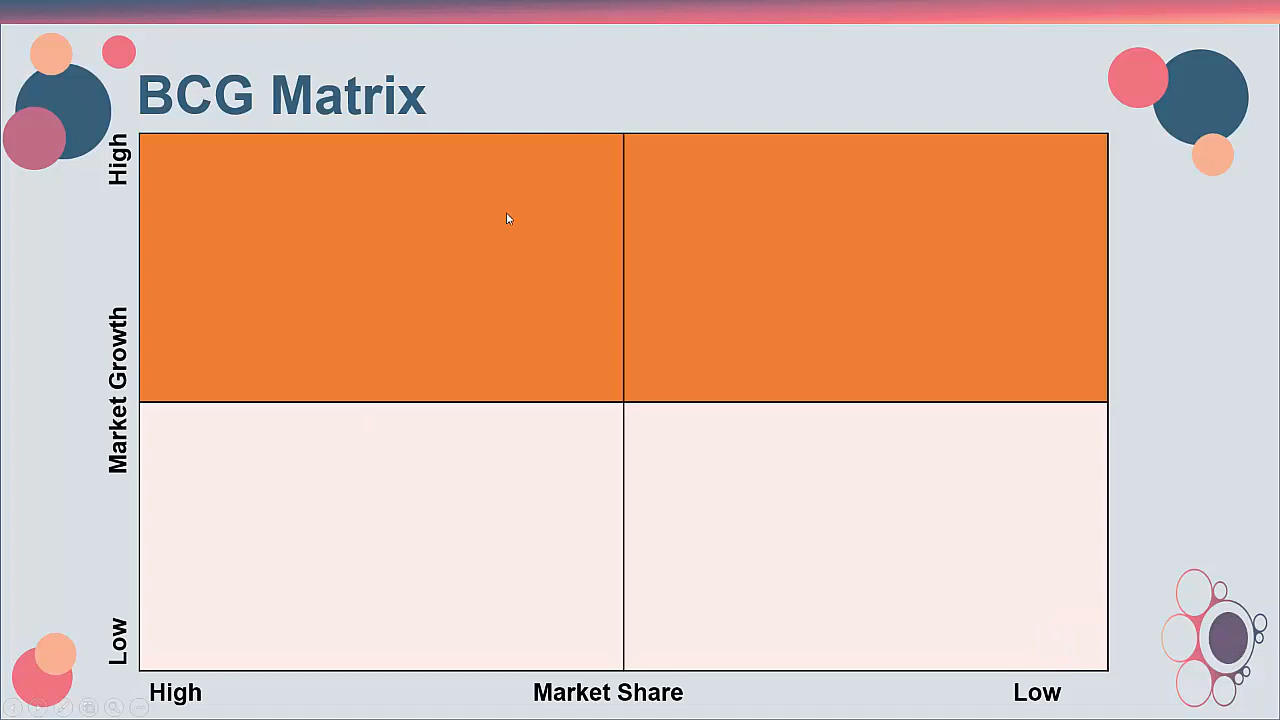 BCG Matrix
High
Market Growth
Low
High
Market Share
Low